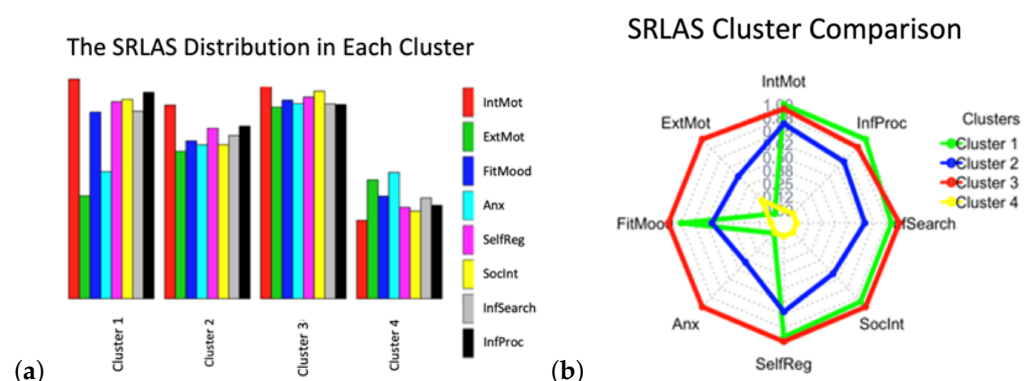 The SRLAS Distribution in Each Cluster
IntMot
ExtMot
FitMood
Anx
SelfReg
SocInt
InfSearch
InfProc
Cluster 1
Cluster 2
Cluster 3
Cluster 4
(a)
SRLAS Cluster Comparison
IntMot
ExtMot
InfProc
Clusters
Cluster 1
Cluster 2
Cluster 3
Cluster 4
FitMood
fSearch
Anx
SocInt
SelfReg
(b)